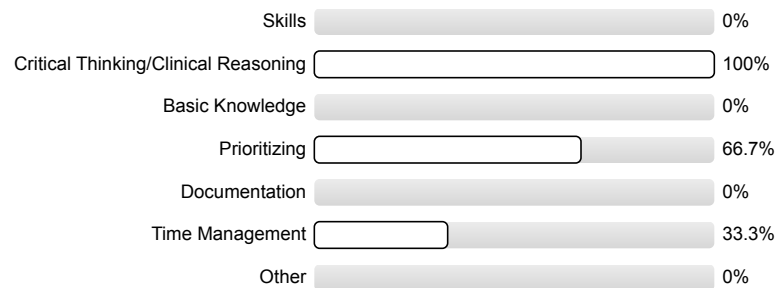 Skills 0%
Critical Thinking/Clinical Reasoning 100%
Basic Knowledge 0%
Prioritizing 66.7%
Documentation 0%
Time Management 33.3%
Other 0%